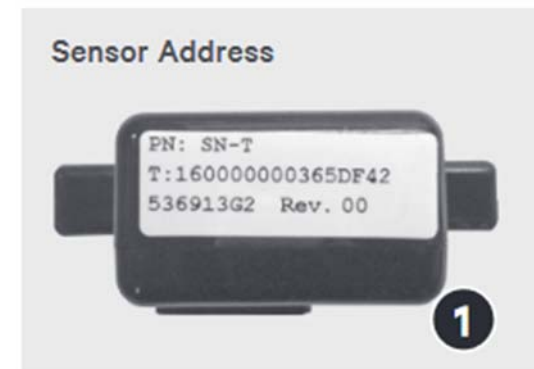 Sensor Address
PN: SN-T
T:160000000365DF42
536913G2 Rev. 00
1